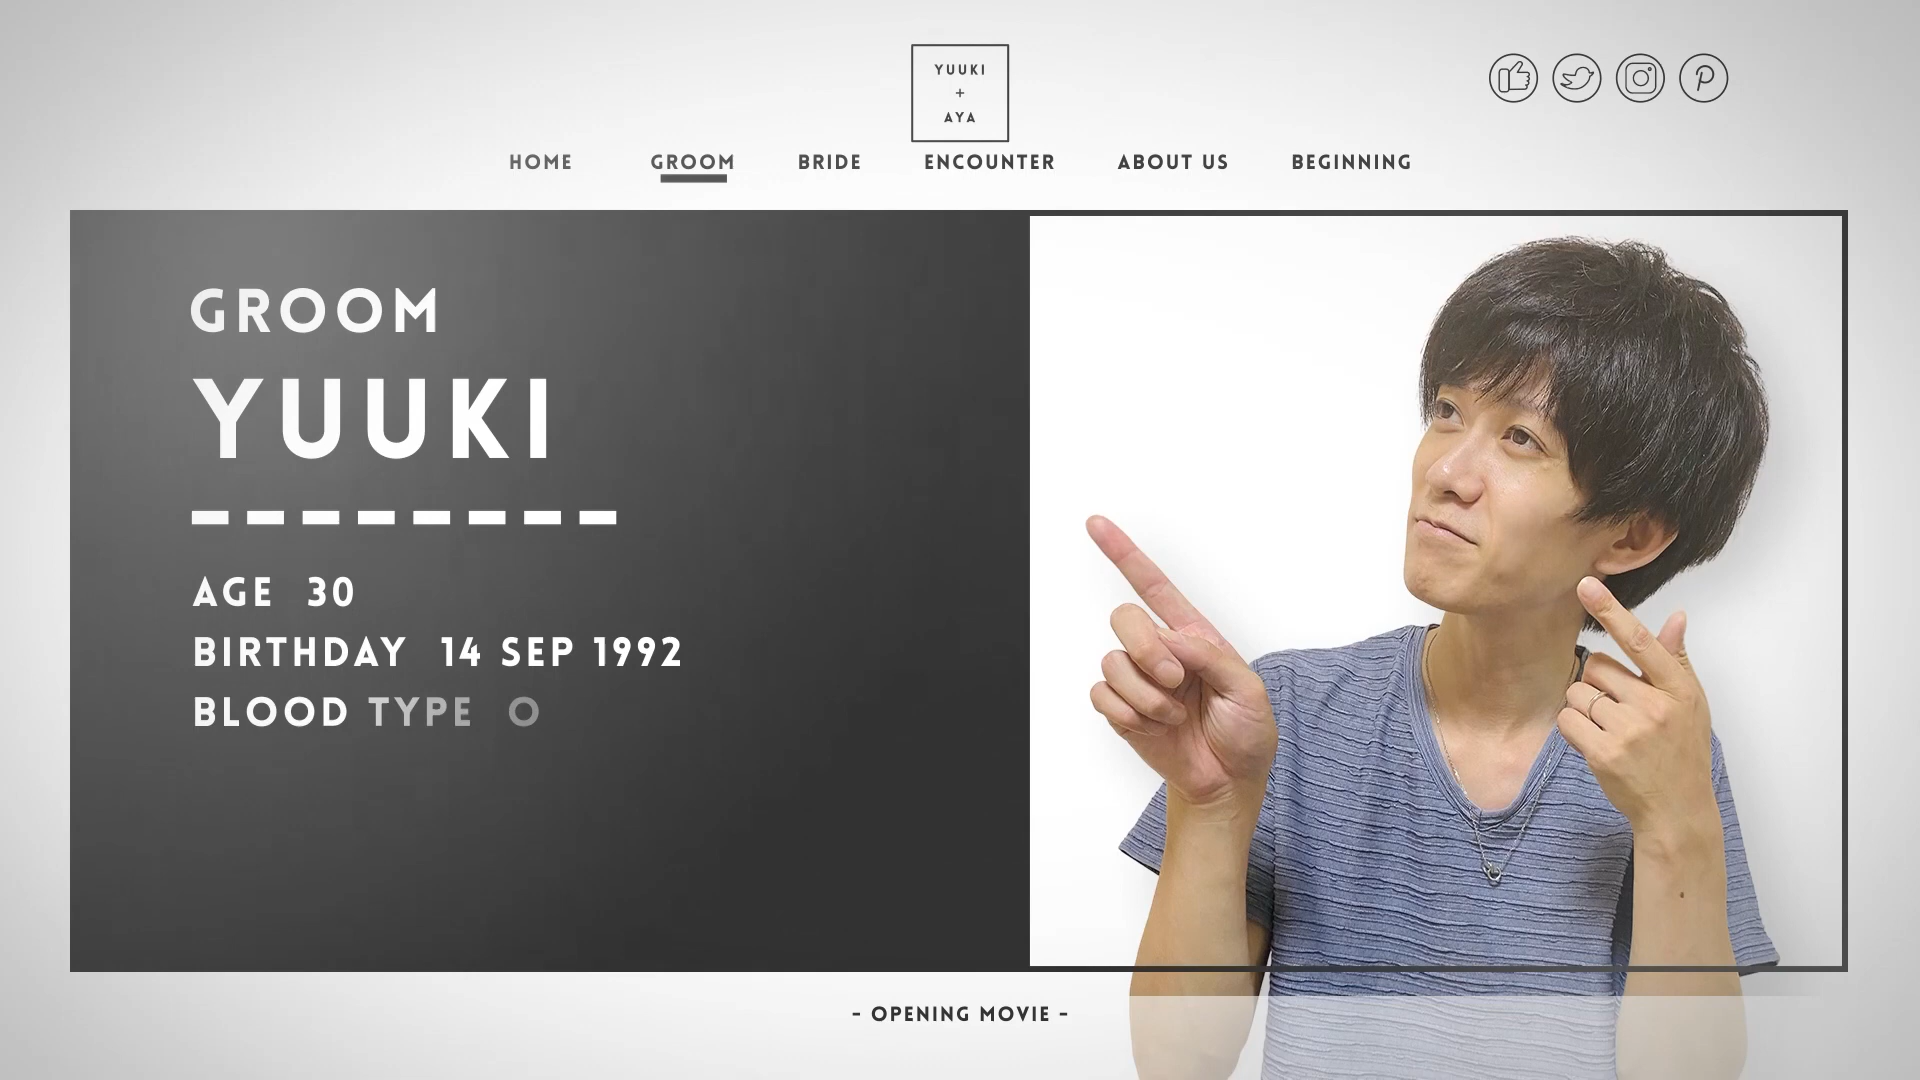 YUUKI
+
AYA
HOME GROOM BRIDE ENCOUNTER ABOUT US BEGINNING
GROOM
YUUKI
AGE 30
BIRTHDAY 14 SEP 1992
BLOOD TYPE O
- OPENING MOVIE -